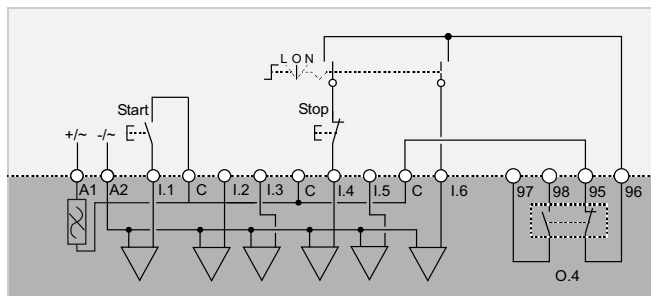 L O N
Start
Stop
+/~ -/~
A1 A2 I.1 C I.2 I.3 C I.4 I.5 C I.6 97 98 95 96
O.4